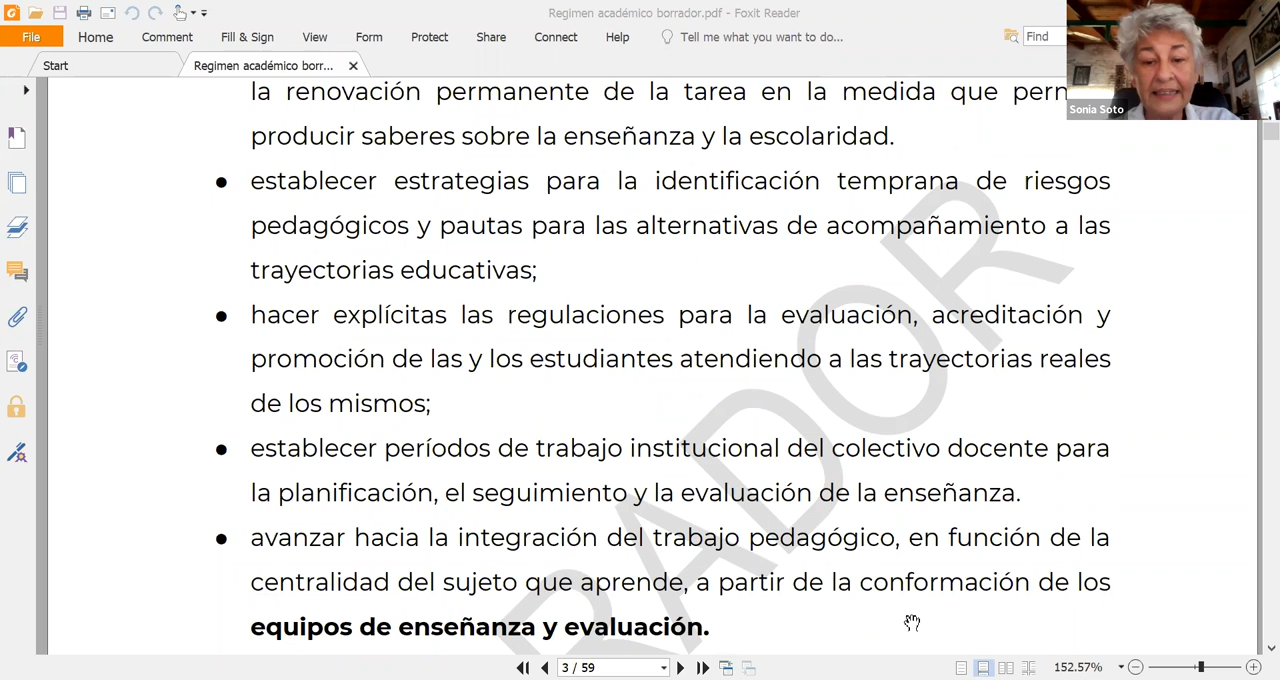 Regimen académico borrador.pdf - Foxit Reader
File Home Comment Fill & Sign View Form Protect Share Connect Help Tell me what you want to do... Find
Start Regimen académico borr...
Sonia Soto
la renovación permanente de la tarea en la medida que
producir saberes sobre la enseñanza y la escolaridad.
● establecer estrategias para la identificación temprana de riesgos
pedagógicos y pautas para las alternativas de acompañamiento a las
trayectorias educativas;
● hacer explícitas las regulaciones para la evaluación, acreditación y
promoción de las y los estudiantes atendiendo a las trayectorias reales
de los mismos;
● establecer períodos de trabajo institucional del colectivo docente para
la planificación, el seguimiento y la evaluación de la enseñanza.
● avanzar hacia la integración del trabajo pedagógico, en función de la
centralidad del sujeto que aprende, a partir de la conformación de los
equipos de enseñanza y evaluación.
RADOR
3 / 59
152.57%